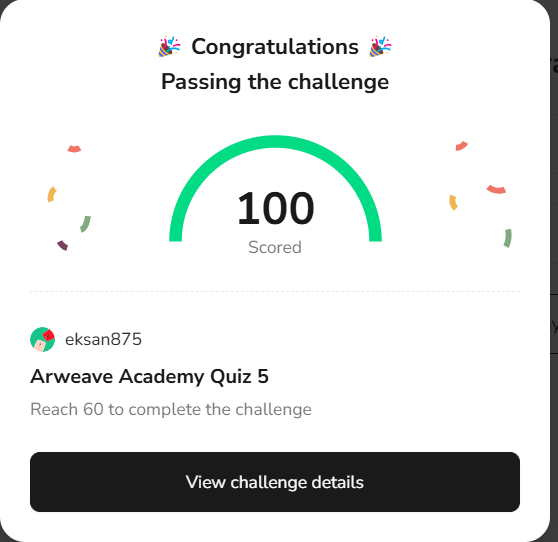 🎉 Congratulations 🎉
Passing the challenge
100
Scored
eksan875
Arweave Academy Quiz 5
Reach 60 to complete the challenge
View challenge details